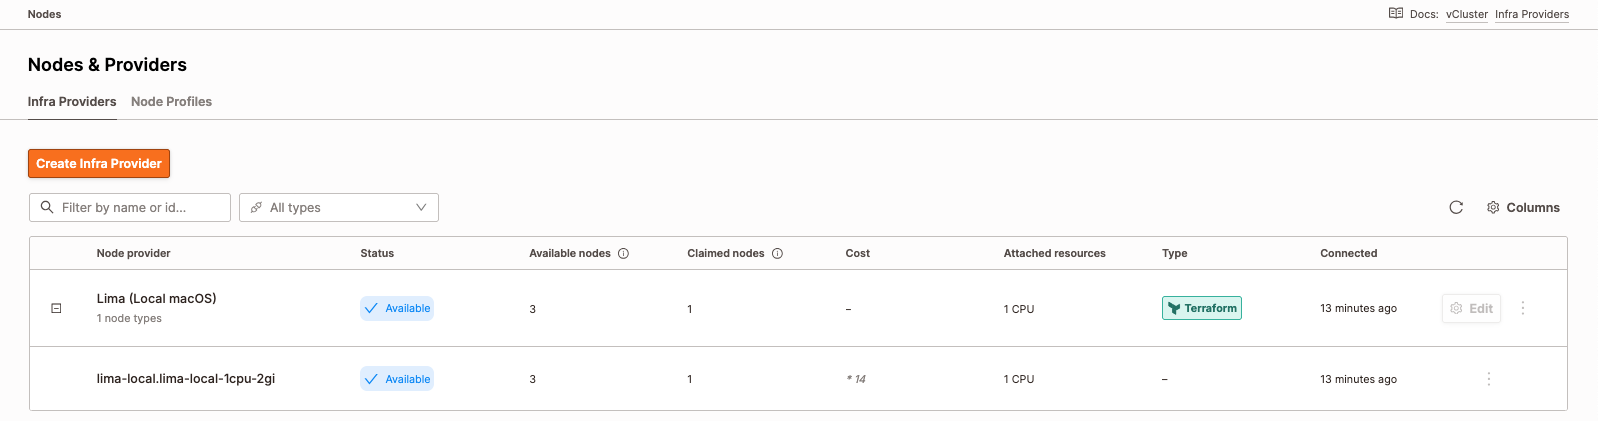 Nodes
Docs: vCluster Infra Providers
Nodes & Providers
Infra Providers Node Profiles
Create Infra Provider
Filter by name or id... All types Columns
Node provider Status Available nodes Claimed nodes Cost Attached resources Type Connected
Lima (Local macOS)
1 node types
Available 3 1 – 1 CPU Terraform 13 minutes ago Edit
lima-local.lima-local-1cpu-2gi Available 3 1 * 14 1 CPU – 13 minutes ago